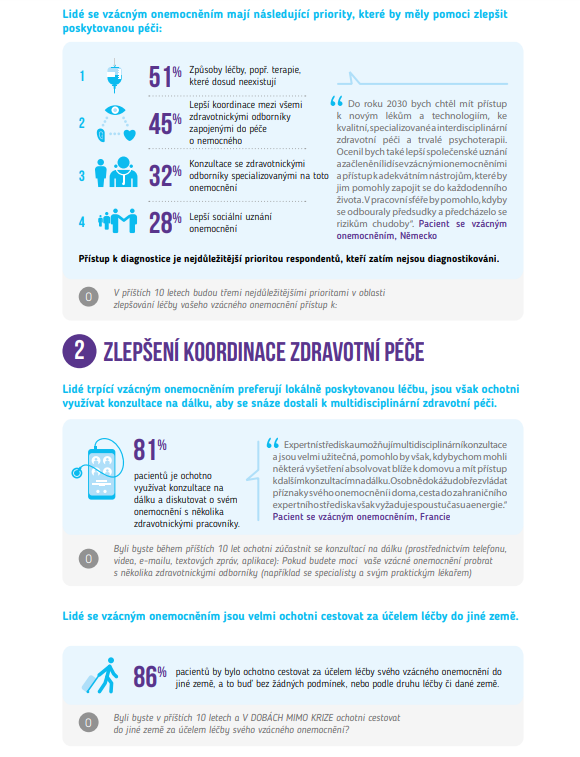 Lidé se vzácným onemocněním mají následující priority, které by měly pomoci zlepšit
poskytovanou péči:
1
51%
Způsoby léčby, popř. terapie,
které dosud neexistují
2
45%
Lepší koordinace mezi všemi
zdravotnickými odborníky
zapojenými do péče
o nemocného
3
32%
Konzultace se zdravotnickými
odborníky specializovanými na toto
onemocnění
4
28%
Lepší sociální uznání
onemocnění
“ Do roku 2030 bych chtěl mít přístup
k novým lékům a technologiím, ke
kvalitní, specializované a interdisciplinární
zdravotní péči a trvalé psychoterapii.
Ocenil bych také lepší společenské uznání
a začlenění lidí se vzácnými onemocněními
a přístup k adekvátním nástrojům, které by
jim pomohly zapojit se do každodenního
života. V pracovní sféře by pomohlo, kdyby
se odbouraly předsudky a předcházelo se
rizikům chudoby”. Pacient se vzácným
onemocněním, Německo
Přístup k diagnostice je nejdůležitější prioritou respondentů, kteří zatím nejsou diagnostikováni.
O
V příštích 10 letech budou třemi nejdůležitějšími prioritami v oblasti
zlepšování léčby vašeho vzácného onemocnění přístup k:
2 ZLEPŠENÍ KOORDINACE ZDRAVOTNÍ PÉČE
Lidé trpící vzácným onemocněním preferují lokálně poskytovanou léčbu, jsou však ochotni
využívat konzultace na dálku, aby se snáze dostali k multidisciplinární zdravotní péči.
81%
pacientů je ochotno
využívat konzultace na
dálku a diskutovat o svém
onemocnění s několika
zdravotnickými pracovníky.
“ Expertní střediska umožňují multidisciplinární konzultace
a jsou velmi užitečná, pomohlo by však, kdybychom mohli
některá vyšetření absolvovat blíže k domovu a mít přístup
k dalším konzultacím na dálku. Osobně dokážu dobře zvládat
příznaky svého onemocnění i doma, cesta do zahraničního
expertního střediska však vyžaduje spoustu času a energie.”
Pacient se vzácným onemocněním, Francie
O
Byli byste během příštích 10 let ochotni zúčastnit se konzultací na dálku (prostřednictvím telefonu,
videa, e-mailu, textových zpráv, aplikace): Pokud budete moci vaše vzácné onemocnění probrat
s několika zdravotnickými odborníky (například se specialisty a svým praktickým lékařem)
Lidé se vzácným onemocněním jsou velmi ochotni cestovat za účelem léčby do jiné země.
86%
pacientů by bylo ochotno cestovat za účelem léčby svého vzácného onemocnění do
jiné země, a to buď bez žádných podmínek, nebo podle druhu léčby či dané země.
O
Byli byste v příštích 10 letech a V DOBÁCH MIMO KRIZE ochotni cestovat
do jiné země za účelem léčby svého vzácného onemocnění?